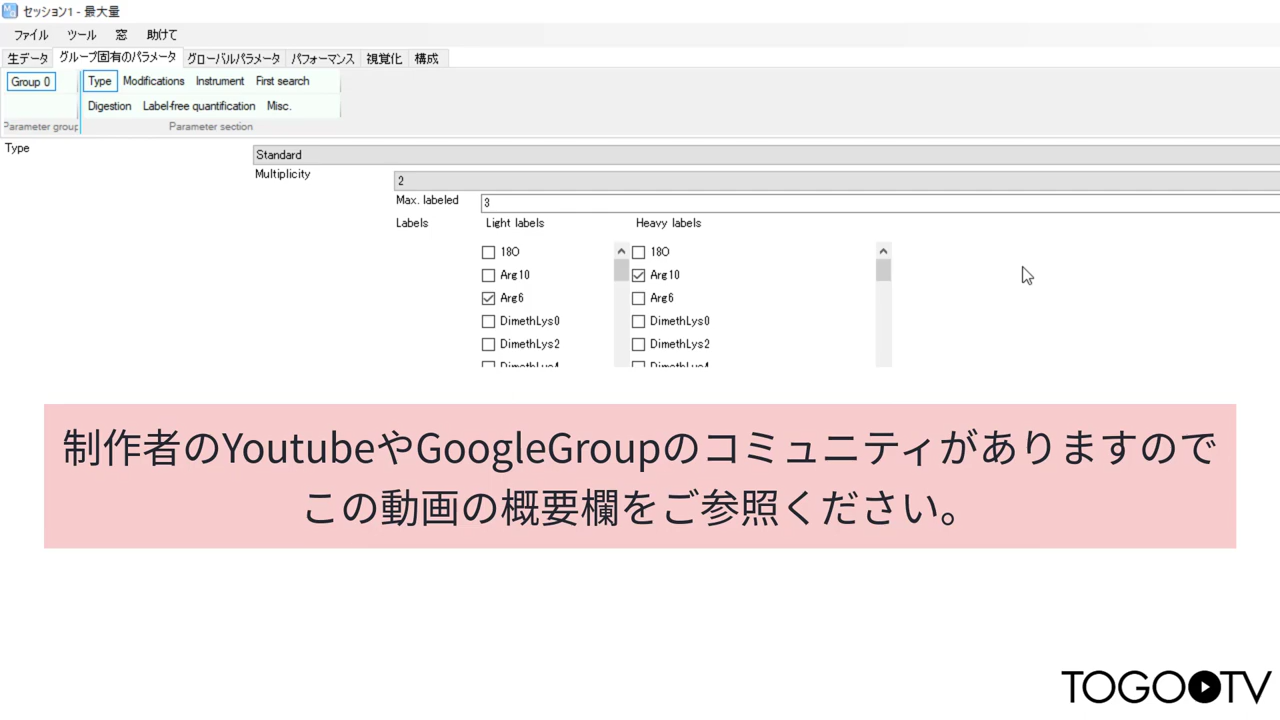 セッション1 - 最大量
ファイル ツール 窓 助けて
生データ グループ固有のパラメータ グローバルパラメータ パフォーマンス 視覚化 構成
Group 0 Type Modifications Instrument First search
Digestion Label-free quantification Misc.
Parameter group Parameter section
Type
Standard
Multiplicity
2
Max. labeled
3
Labels Light labels Heavy labels
18O 18O
Arg10 Arg10
Arg6 Arg6
DimethLys0 DimethLys0
DimethLys2 DimethLys2
DimethLys4 DimethLys4
制作者のYoutubeやGoogleGroupのコミュニティがありますので
この動画の概要欄をご参照ください。
TOGOTV